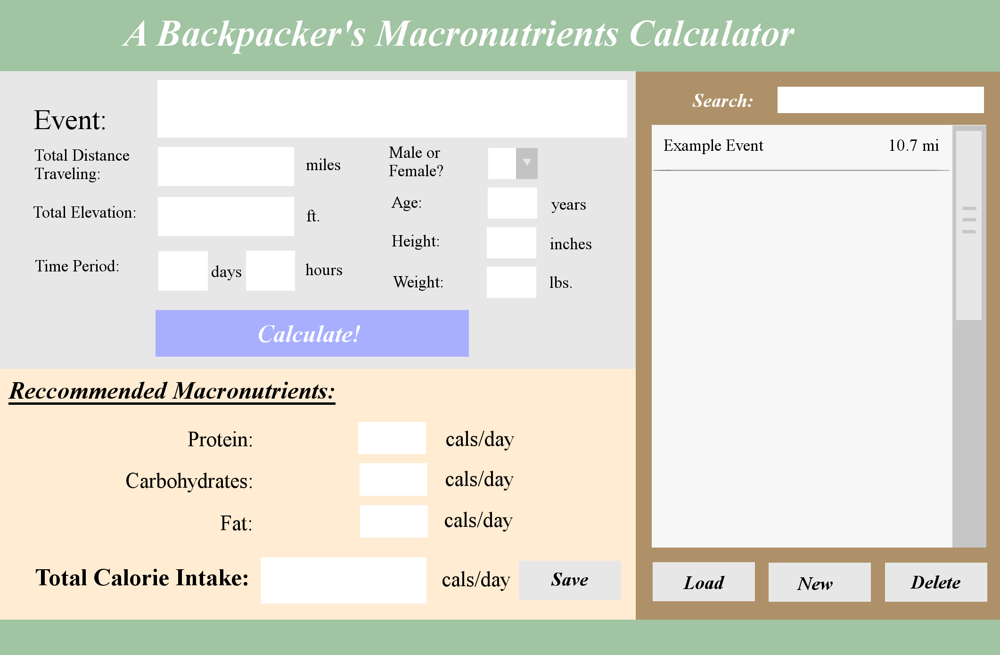 A Backpacker's Macronutrients Calculator
Event:
Total Distance
Traveling:
miles
Total Elevation:
ft.
Time Period:
days
hours
Male or
Female?
Age:
years
Height:
inches
Weight:
lbs.
Calculate!
Reccommended Macronutrients:
Protein:
cals/day
Carbohydrates:
cals/day
Fat:
cals/day
Total Calorie Intake:
cals/day
Save
Search:
Example Event 10.7 mi
Load
New
Delete